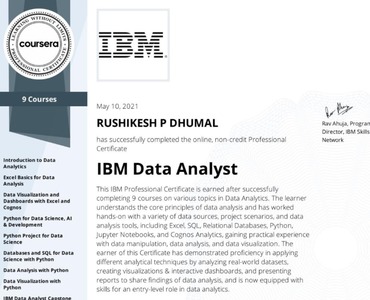 LEARNING WITHOUT LIMITS
coursera
PROFESSIONAL CERTIFICATE
IBM
9 Courses
Introduction to Data
Analytics
Excel Basics for Data
Analysis
Data Visualization and
Dashboards with Excel and
Cognos
Python for Data Science, AI
& Development
Python Project for Data
Science
Databases and SQL for Data
Science with Python
Data Analysis with Python
Data Visualization with
Python
IBM Data Analyst Capstone
May 10, 2021
RUSHIKESH P DHUMAL
has successfully completed the online, non-credit Professional
Certificate
IBM Data Analyst
This IBM Professional Certificate is earned after successfully
completing 9 courses on various topics in Data Analytics. The learner
understands the core principles of data analysis and has worked
hands-on with a variety of data sources, project scenarios, and data
analysis tools, including Excel, SQL, Relational Databases, Python,
Jupyter Notebooks, and Cognos Analytics, gaining practical experience
with data manipulation, data analysis, and data visualization. The
earner of this Certificate has demonstrated proficiency in applying
different analytical techniques by analyzing real-world datasets,
creating visualizations & interactive dashboards, and presenting
reports to share findings of data analysis, and is now equipped with
skills for an entry-level role in data analytics.
Rav Ahuja, Program
Director, IBM Skills
Network